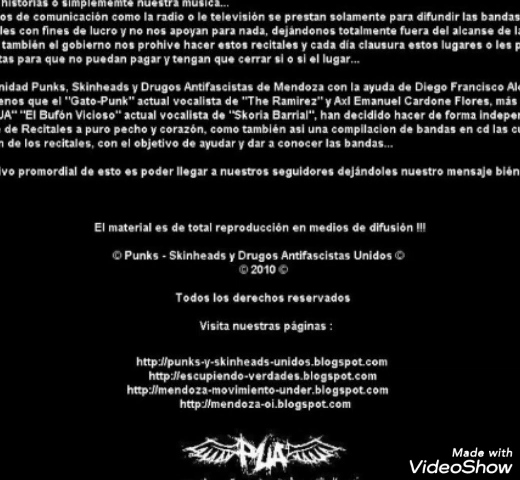 historias o simplememte nuestra música...
os de comunicación como la radio o le televisión se prestan solamente para difundir las bandas
les con fines de lucro y no nos apoyan para nada, dejándonos totalmente fuera del alcanse de la
también el gobierno nos prohive hacer estos recitales y cada día clausura estos lugares o les p
tas para que no puedan pagar y tengan que cerrar si o si el lugar...
nidad Punks, Skinheads y Drugos Antifascistas de Mendoza con la ayuda de Diego Francisco Ale
enos que el "Gato-Punk" actual vocalista de "The Ramirez" y Axl Emanuel Cardone Flores, más
UA" "El Bufón Vicioso" actual vocalista de "Skoria Barrial", han decidido hacer de forma indepen
e de Recitales a puro pecho y corazón, como también asi una compilacion de bandas en cd las cu
n de los recitales, con el objetivo de ayudar y dar a conocer las bandas...
ivo promordial de esto es poder llegar a nuestros seguidores dejándoles nuestro mensaje bién
El material es de total reproducción en medios de difusión !!!
© Punks - Skinheads y Drugos Antifascistas Unidos ©
© 2010 ©
Todos los derechos reservados
Visita nuestras páginas :
http://punks-y-skinheads-unidos.blogspot.com
http://escupiendo-verdades.blogspot.com
http://mendoza-movimiento-under.blogspot.com
http://mendoza-oi.blogspot.com
PUA
Made with
VideoShow